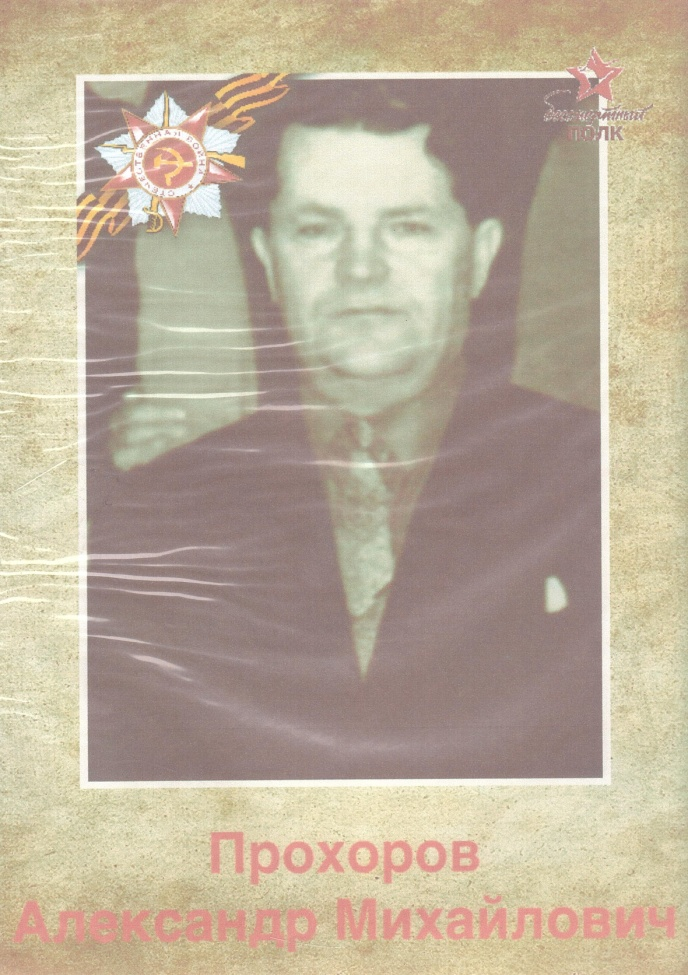 ОТЕЧЕСТВЕННАЯ ВОЙНА
Бессмертный
ПОЛК
Прохоров
Александр Михайлович